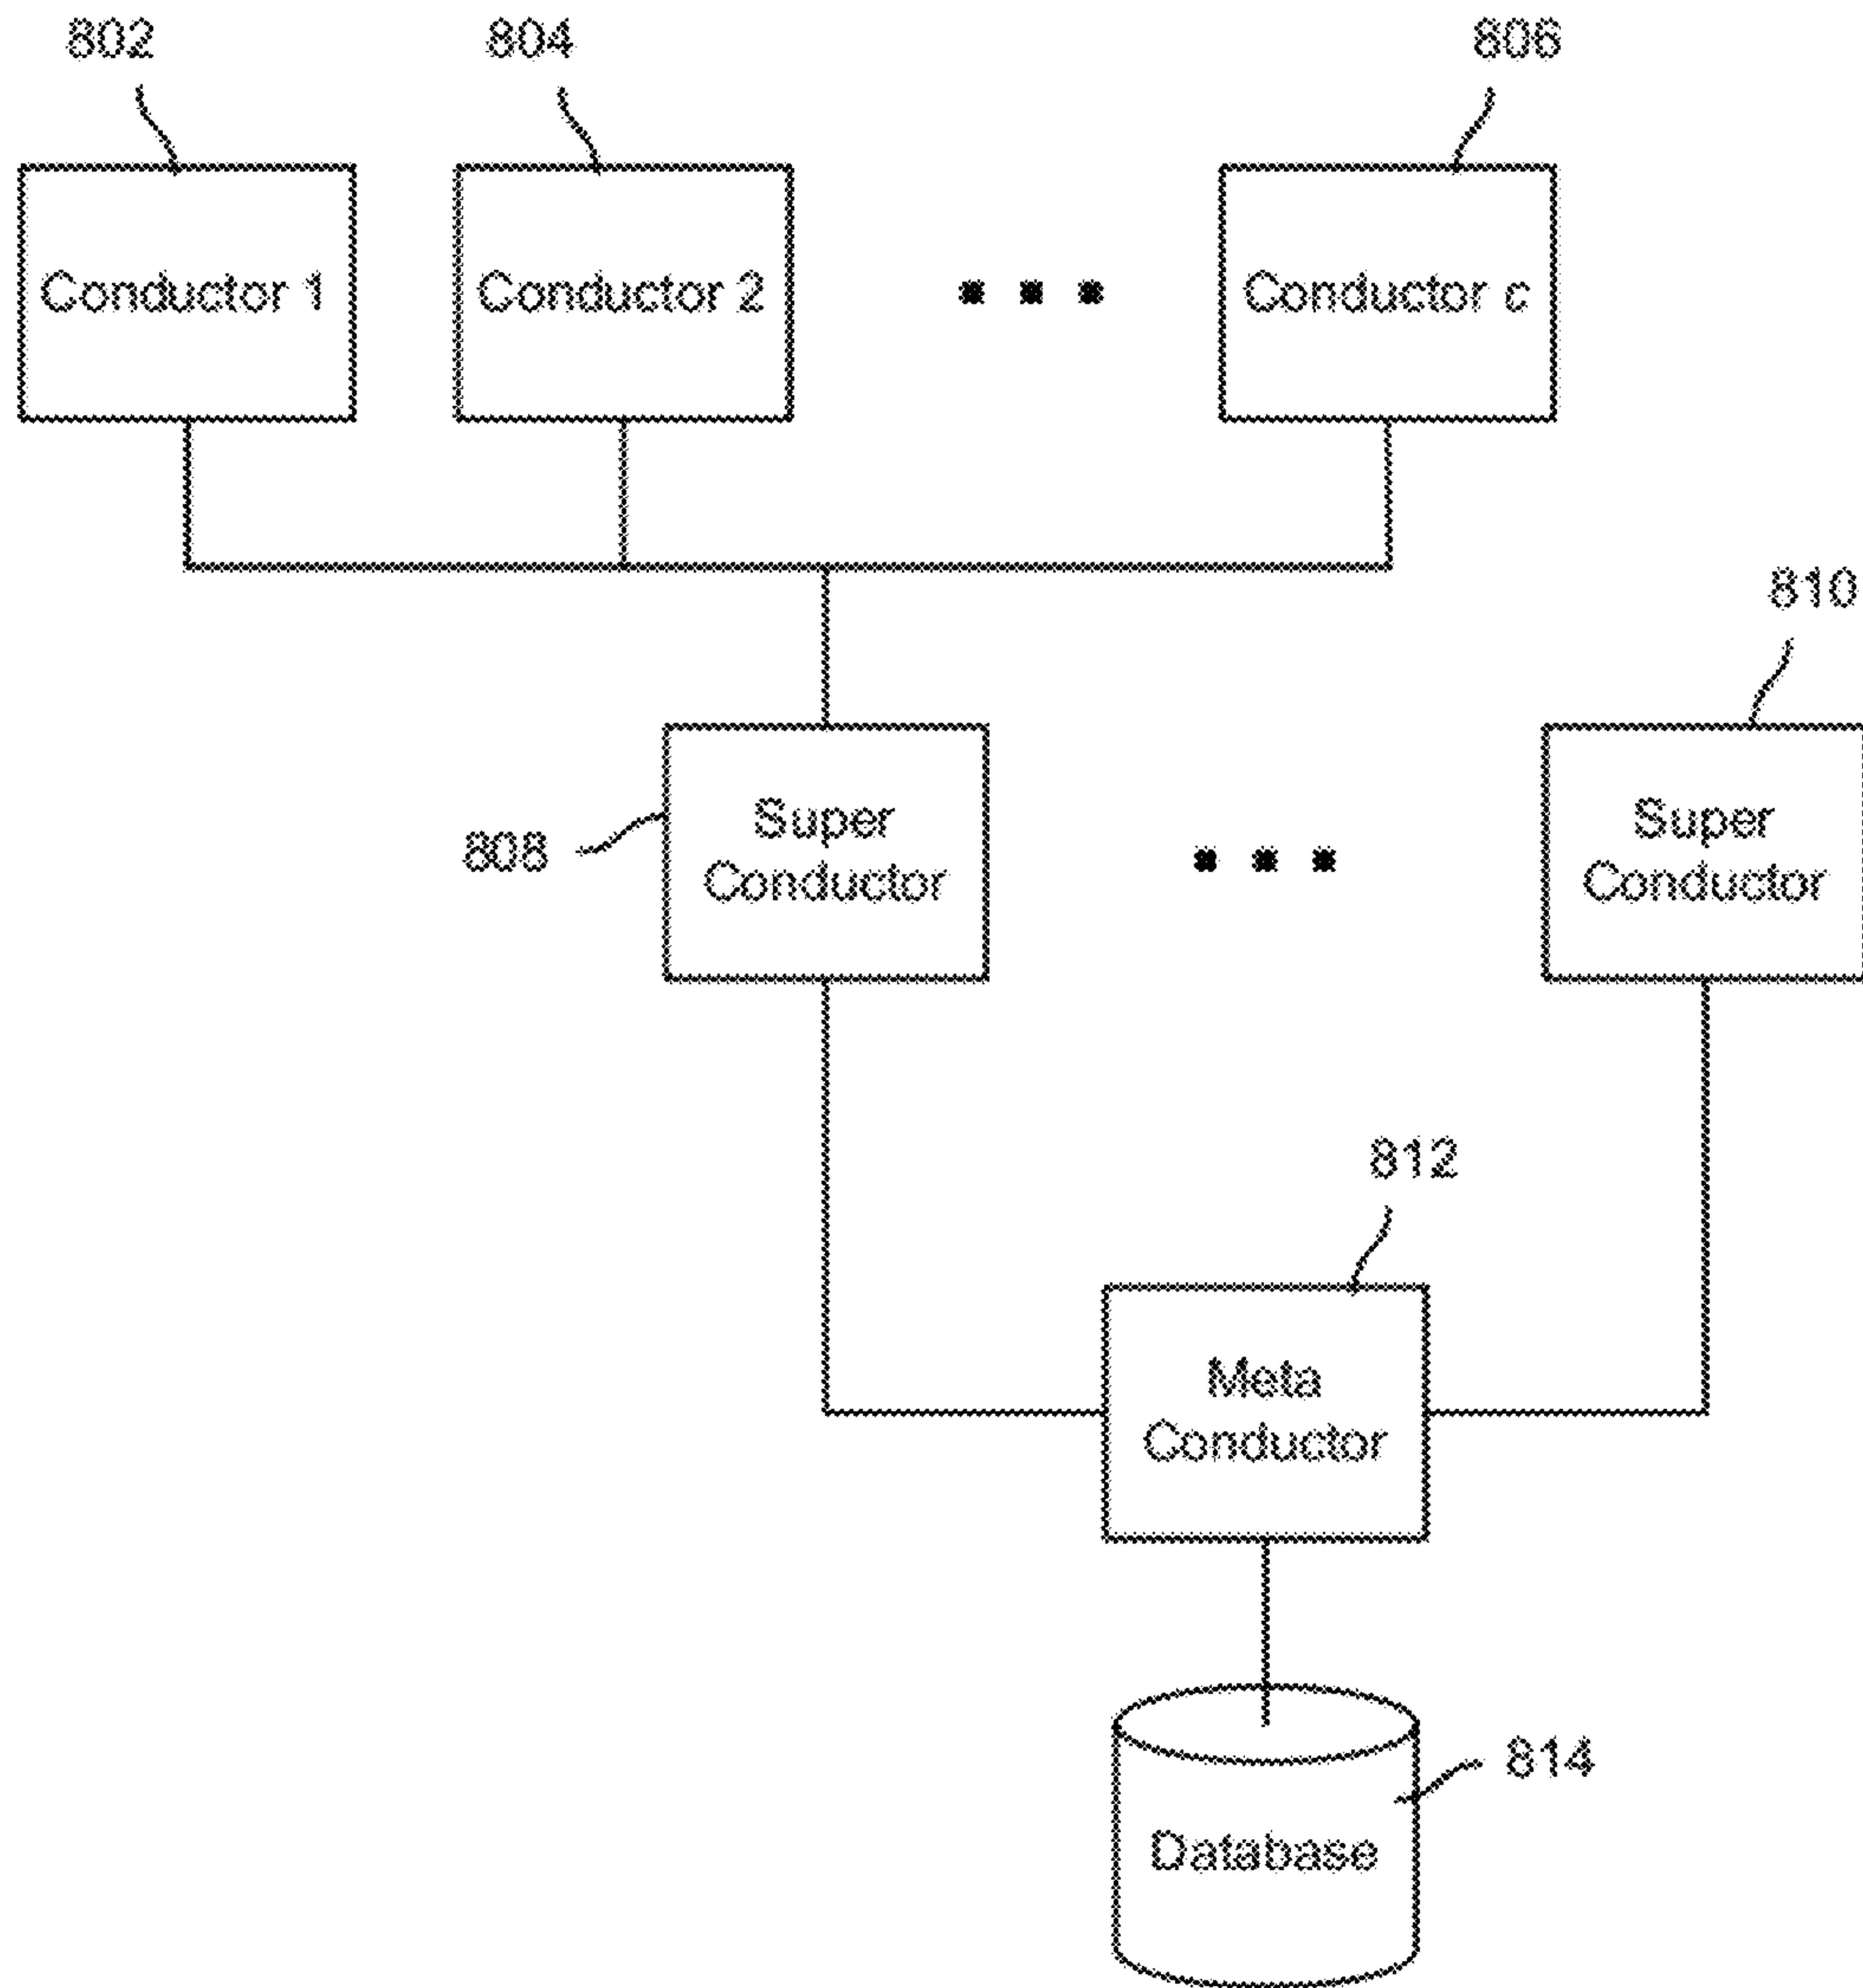 802
804
806
Conductor 1
Conductor 2
Conductor c
810
808
Super
Conductor
Super
Conductor
812
Meta
Conductor
814
Database